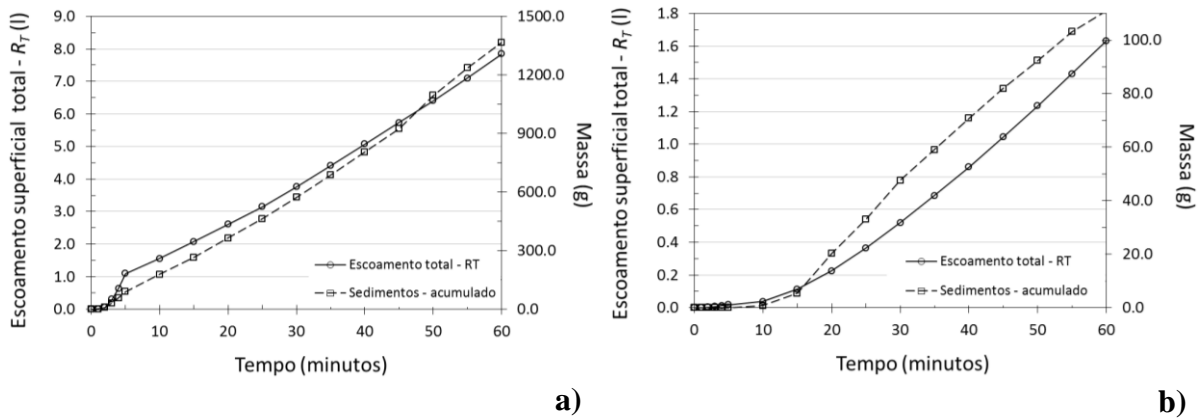 Escoamento superficial total - R_T (l)
9.0
8.0
7.0
6.0
5.0
4.0
3.0
2.0
1.0
0.0
1500.0
1200.0
900.0
600.0
300.0
0.0
Massa (g)
Escoamento total - RT
Sedimentos - acumulado
0 10 20 30 40 50 60
Tempo (minutos)
a)
Escoamento superficial total - R_T (l)
1.8
1.6
1.4
1.2
1.0
0.8
0.6
0.4
0.2
0.0
100.0
80.0
60.0
40.0
20.0
0.0
Massa (g)
Escoamento total - RT
Sedimentos - acumulado
0 10 20 30 40 50 60
Tempo (minutos)
b)